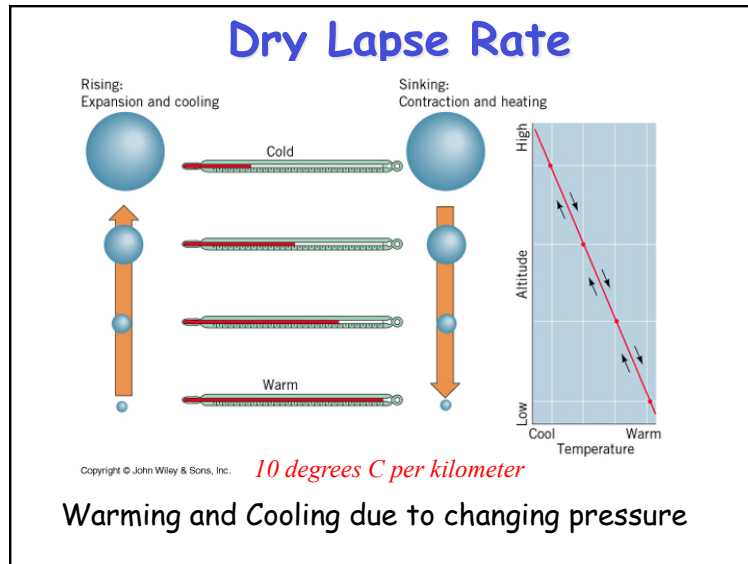 Dry Lapse Rate
Rising:
Expansion and cooling
Sinking:
Contraction and heating
Cold
Warm
High
Altitude
Low
Cool
Warm
Temperature
Copyright © John Wiley & Sons, Inc.
10 degrees C per kilometer
Warming and Cooling due to changing pressure